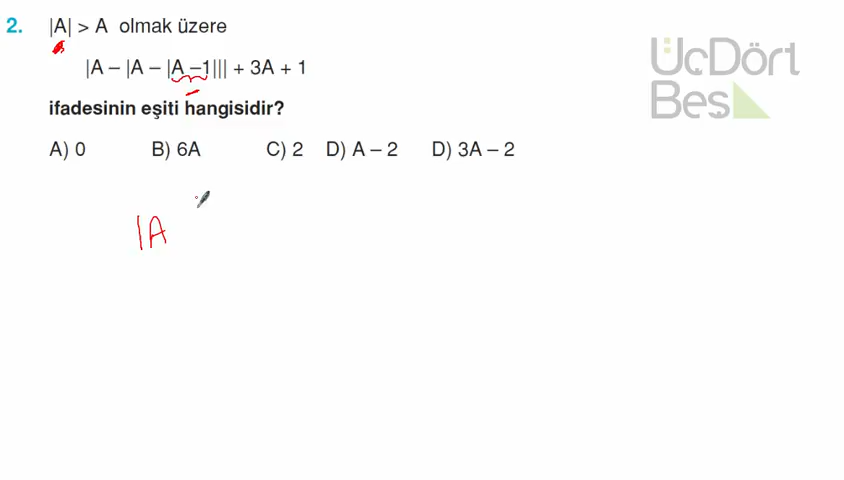 2. |A| > A olmak üzere
|A – |A – |A –1||| + 3A + 1
ifadesinin eşiti hangisidir?
A) 0 B) 6A C) 2 D) A – 2 D) 3A – 2
|A
ÜçDört
Beş